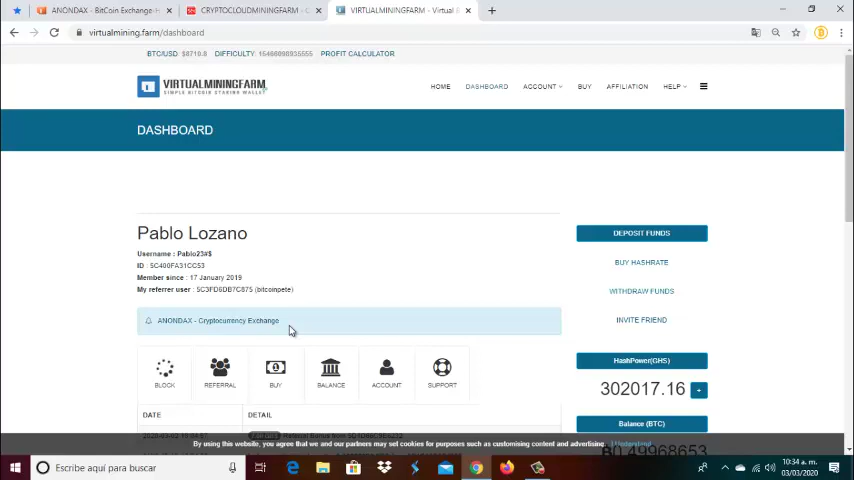 ANONDAX - BitCoin Exchange-H
CRYPTOCLOUDMININGFARM - C
VIRTUALMININGFARM - Virtual
virtualmining.farm/dashboard
BTC/USD: $8710.8 DIFFICULTY: 15466098935555 PROFIT CALCULATOR
VIRTUALMININGFARM
SIMPLE BITCOIN STAKING WALLET
HOME DASHBOARD ACCOUNT BUY AFFILIATION HELP
DASHBOARD
Pablo Lozano
Username : Pablo23#$
ID : 5C400FA31CC53
Member since : 17 January 2019
My referrer user : 5C3FD6DB7C875 (bitcoinpete)
ANONDAX - Cryptocurrency Exchange
BLOCK REFERRAL BUY BALANCE ACCOUNT SUPPORT
DATE DETAIL
DEPOSIT FUNDS
BUY HASHRATE
WITHDRAW FUNDS
INVITE FRIEND
HashPower(GHS)
302017.16 +
Balance (BTC)
By using this website, you agree that we and our partners may set cookies for purposes such as customising content and advertising. I Understand
Escribe aquí para buscar
10:34 a. m.
03/03/2020